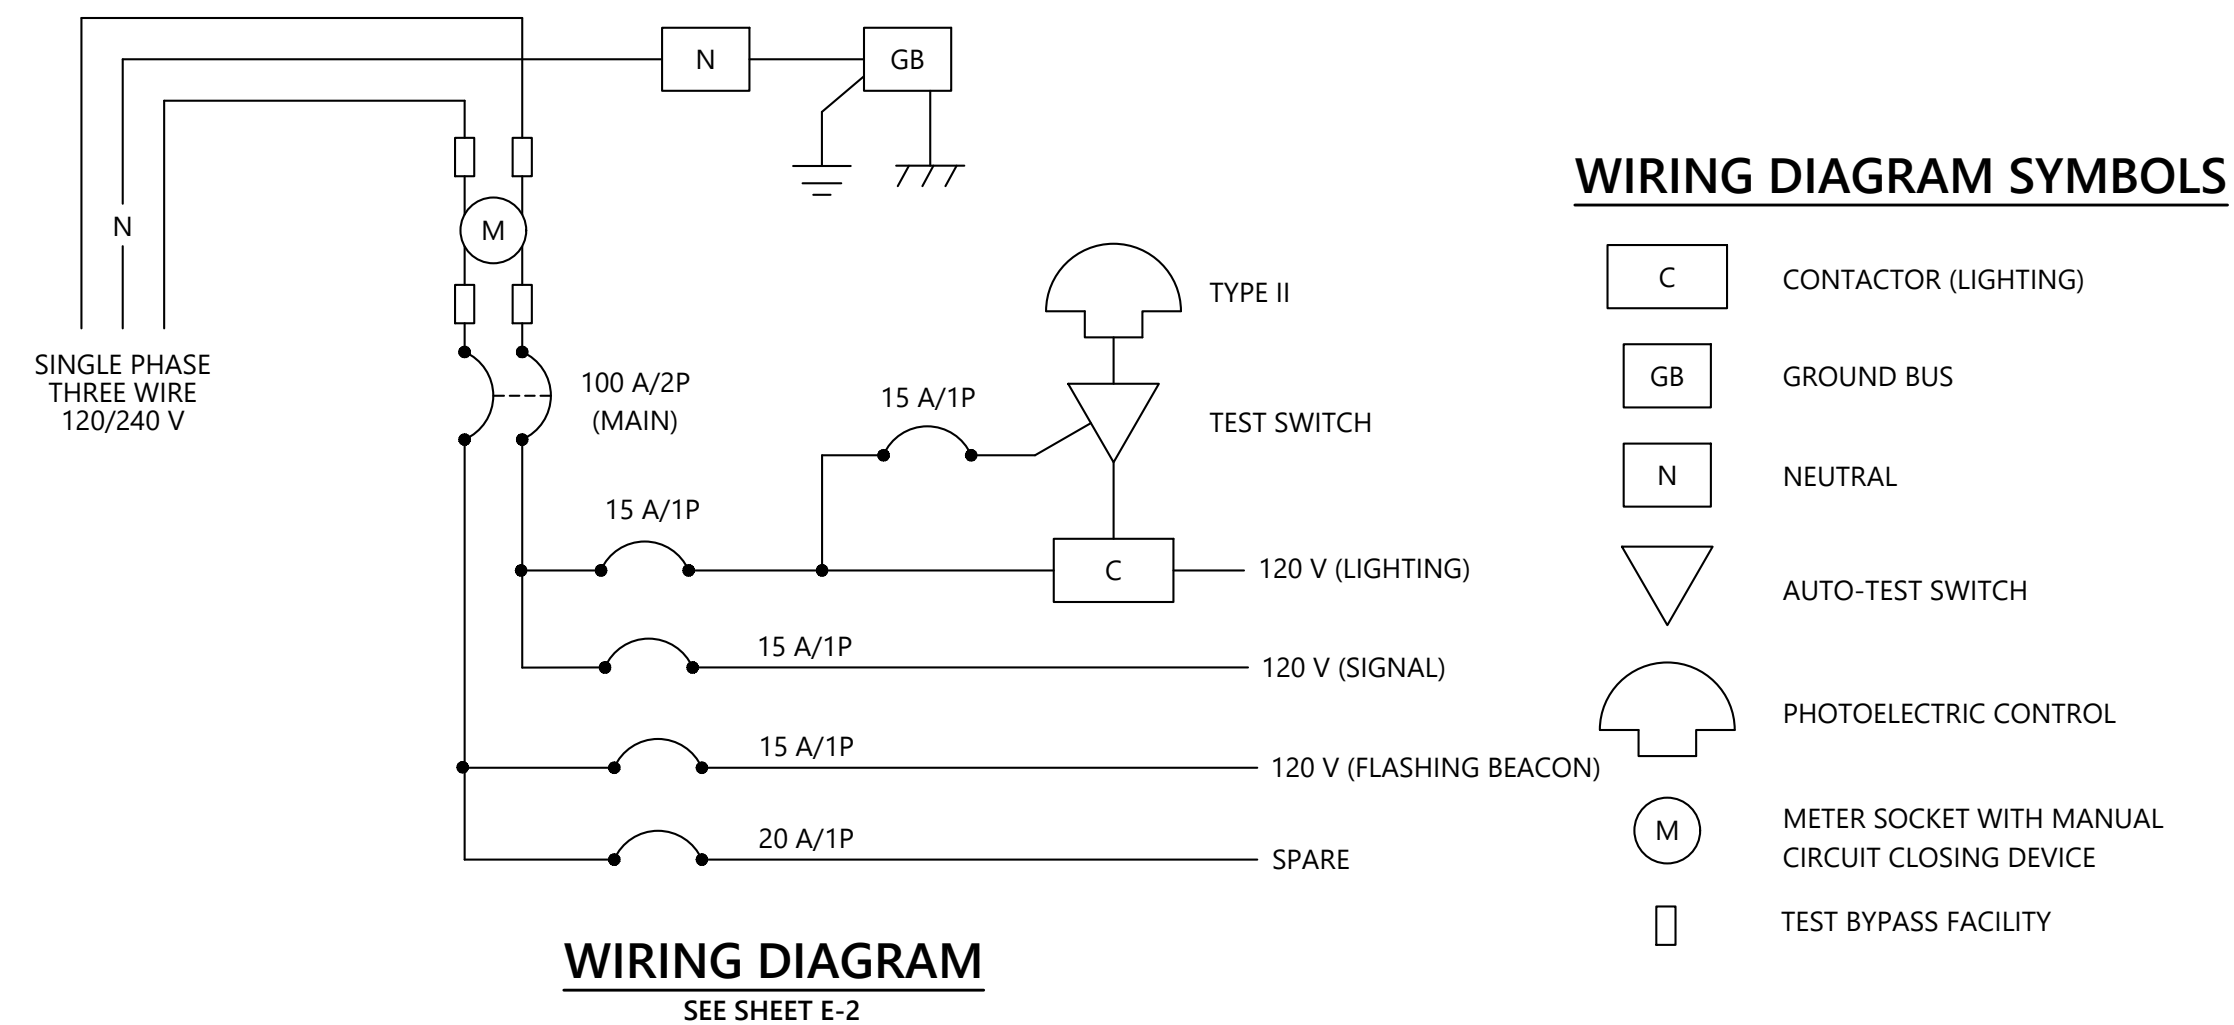 N
GB
N
M
SINGLE PHASE
THREE WIRE
120/240 V
100 A/2P
(MAIN)
TYPE II
15 A/1P
TEST SWITCH
15 A/1P
C
120 V (LIGHTING)
15 A/1P
120 V (SIGNAL)
15 A/1P
120 V (FLASHING BEACON)
20 A/1P
SPARE
WIRING DIAGRAM
SEE SHEET E-2
WIRING DIAGRAM SYMBOLS
C
CONTACTOR (LIGHTING)
GB
GROUND BUS
N
NEUTRAL
AUTO-TEST SWITCH
PHOTOELECTRIC CONTROL
M
METER SOCKET WITH MANUAL
CIRCUIT CLOSING DEVICE
TEST BYPASS FACILITY